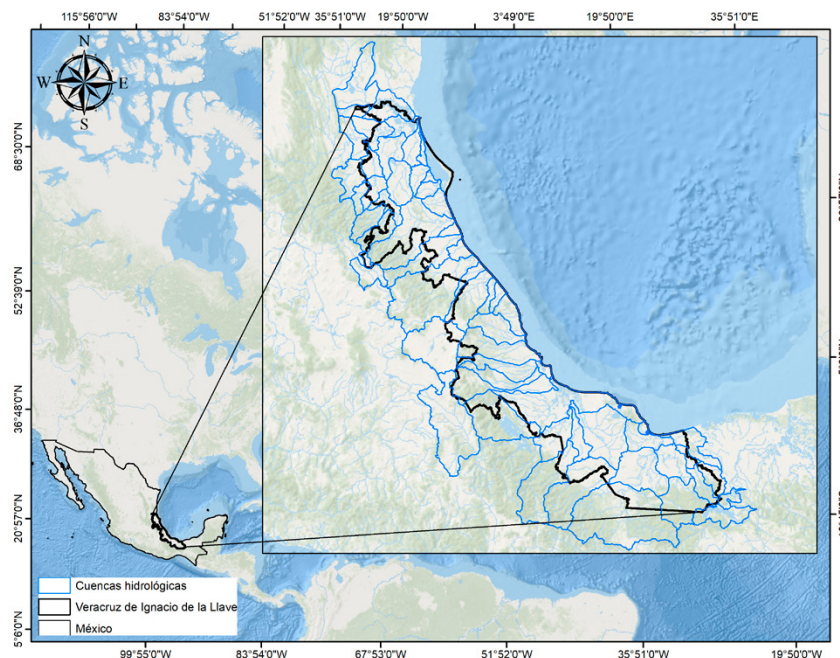 115°56'0"W 83°54'0"W 51°52'0"W 35°51'0"W 19°50'0"W 3°49'0"E 19°50'0"E 35°51'0"E
N
W E
S
68°30'0"N
52°39'0"N
36°48'0"N
20°57'0"N
5°6'0"N
Cuencas hidrológicas
Veracruz de Ignacio de la Llave
México
99°55'0"W 83°54'0"W 67°53'0"W 51°52'0"W 35°51'0"W 19°50'0"W